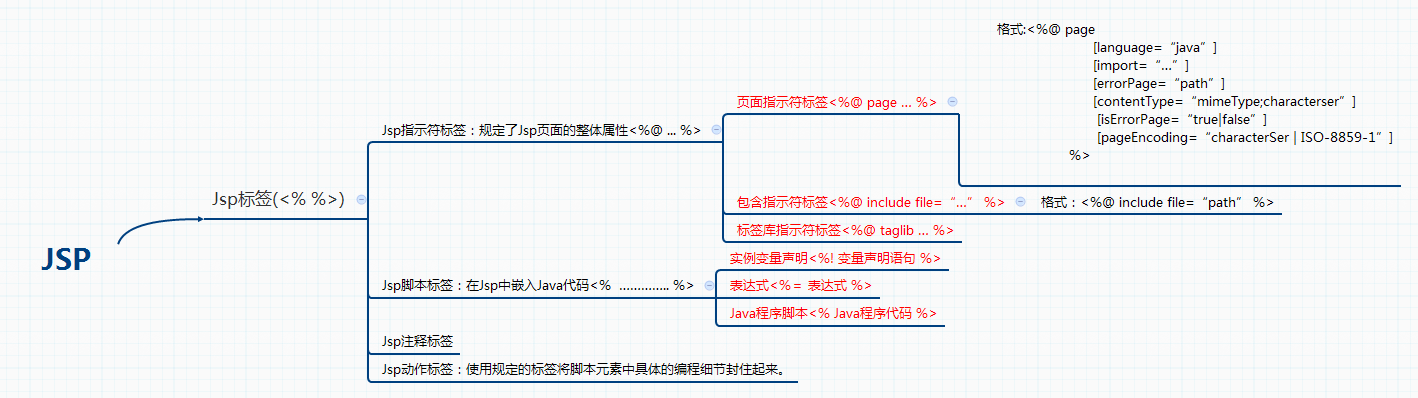 JSP
Jsp标签(<% %>)
Jsp指示符标签：规定了Jsp页面的整体属性<%@ ... %>
页面指示符标签<%@ page ... %>
格式:<%@ page
[language=“java”]
[import=“...”]
[errorPage=“path”]
[contentType=“mimeType;characterser”]
[isErrorPage=“true|false”]
[pageEncoding=“characterSer | ISO-8859-1”]
%>
包含指示符标签<%@ include file=“...” %>
格式：<%@ include file=“path” %>
标签库指示符标签<%@ taglib ... %>
Jsp脚本标签：在Jsp中嵌入Java代码<% .............. %>
实例变量声明<%! 变量声明语句 %>
表达式<%= 表达式 %>
Java程序脚本<% Java程序代码 %>
Jsp注释标签
Jsp动作标签：使用规定的标签将脚本元素中具体的编程细节封住起来。